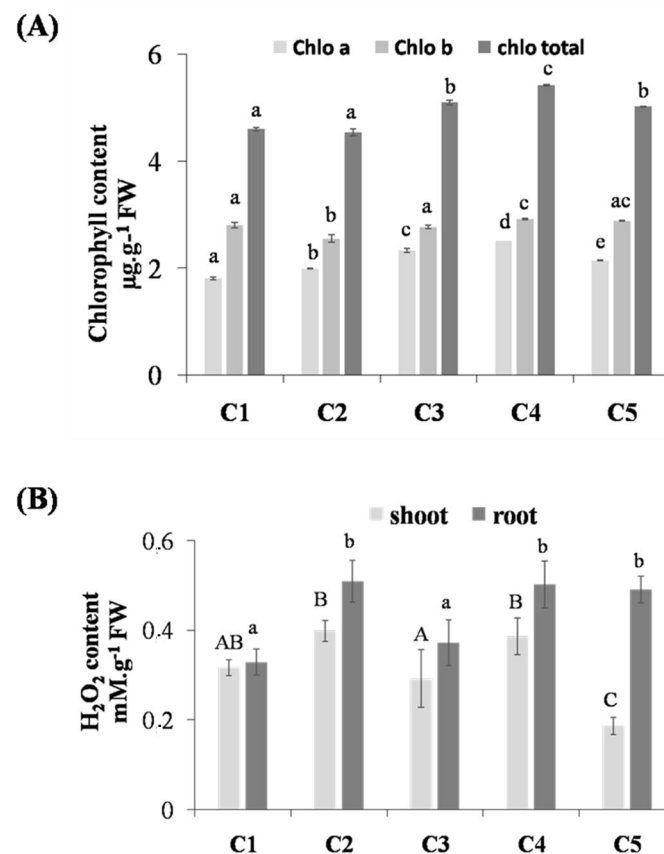 (A)
Chlo a Chlo b chlo total
Chlorophyll content
µg.g⁻¹ FW
6
4
2
0
a a a
b b a
c a b
d c c
e ac b
C1 C2 C3 C4 C5
(B)
shoot root
H₂O₂ content
mM.g⁻¹ FW
0.6
0.4
0.2
0
AB a
B b
A a
B b
C b
C1 C2 C3 C4 C5